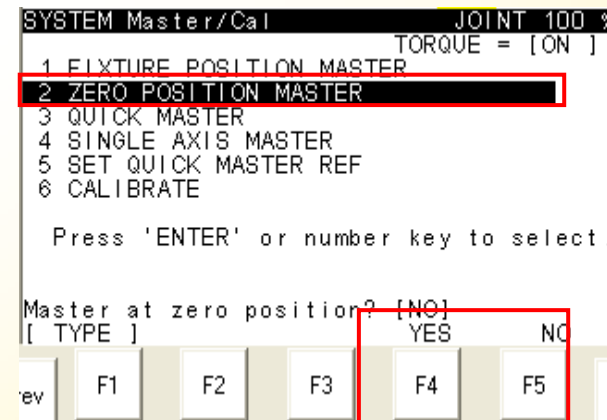 SYSTEM Master/Cal JOINT 100 %
TORQUE = [ON ]
1 FIXTURE POSITION MASTER
2 ZERO POSITION MASTER
3 QUICK MASTER
4 SINGLE AXIS MASTER
5 SET QUICK MASTER REF
6 CALIBRATE
Press 'ENTER' or number key to select.
Master at zero position? [NO]
[ TYPE ] YES NO
ev F1 F2 F3 F4 F5